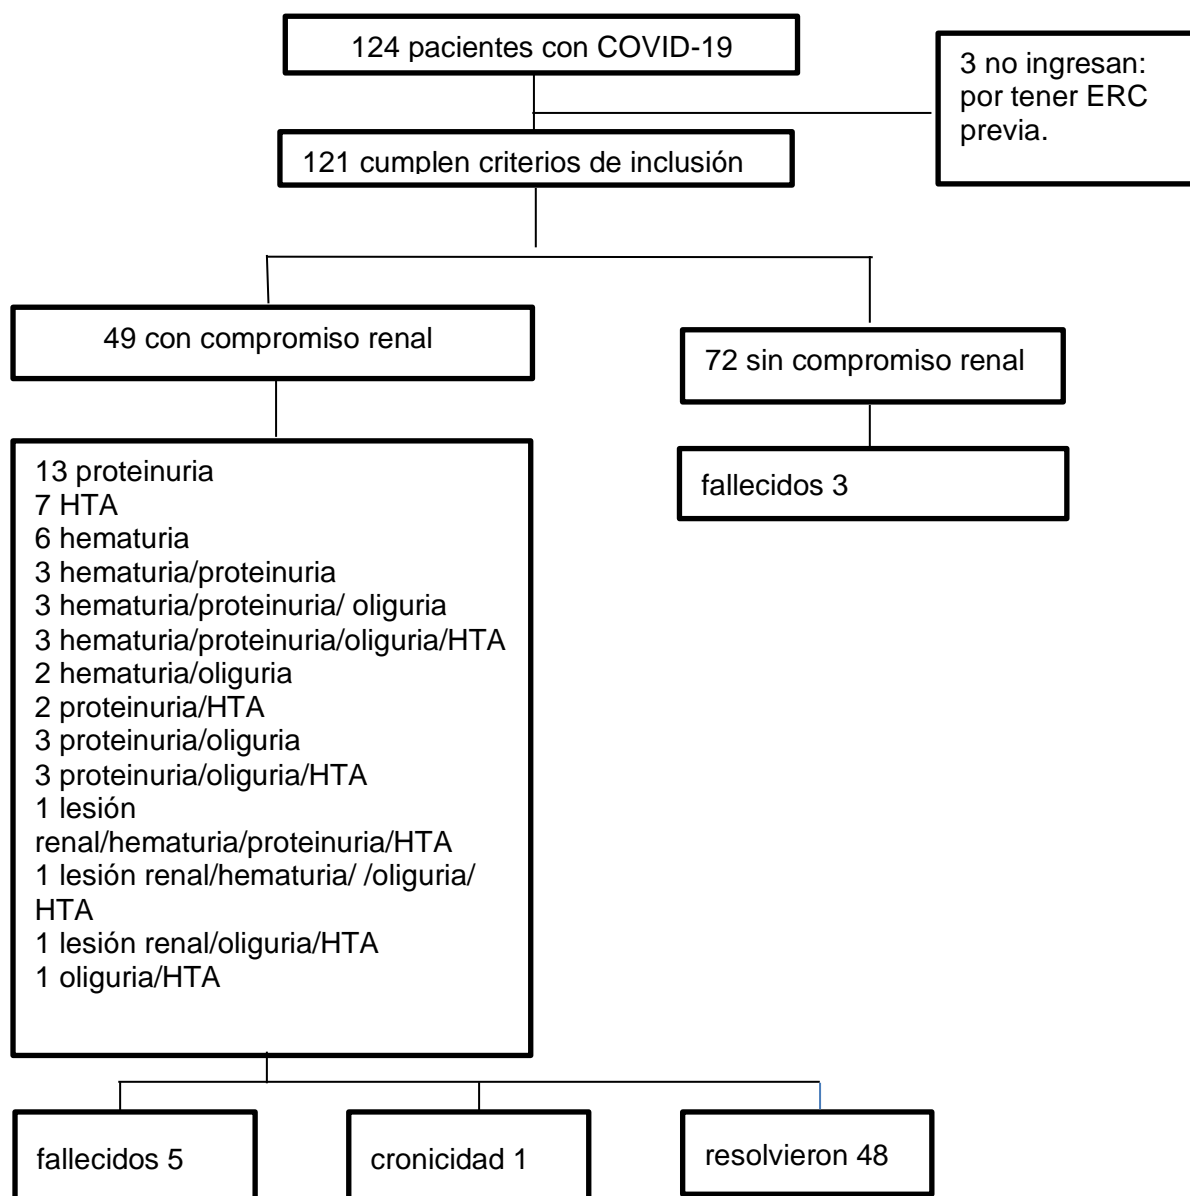 124 pacientes con COVID-19
3 no ingresan:
por tener ERC
previa.
121 cumplen criterios de inclusión
49 con compromiso renal
72 sin compromiso renal
fallecidos 3
13 proteinuria
7 HTA
6 hematuria
3 hematuria/proteinuria
3 hematuria/proteinuria/ oliguria
3 hematuria/proteinuria/oliguria/HTA
2 hematuria/oliguria
2 proteinuria/HTA
3 proteinuria/oliguria
3 proteinuria/oliguria/HTA
1 lesión
renal/hematuria/proteinuria/HTA
1 lesión renal/hematuria/ /oliguria/
HTA
1 lesión renal/oliguria/HTA
1 oliguria/HTA
fallecidos 5
cronicidad 1
resolvieron 48